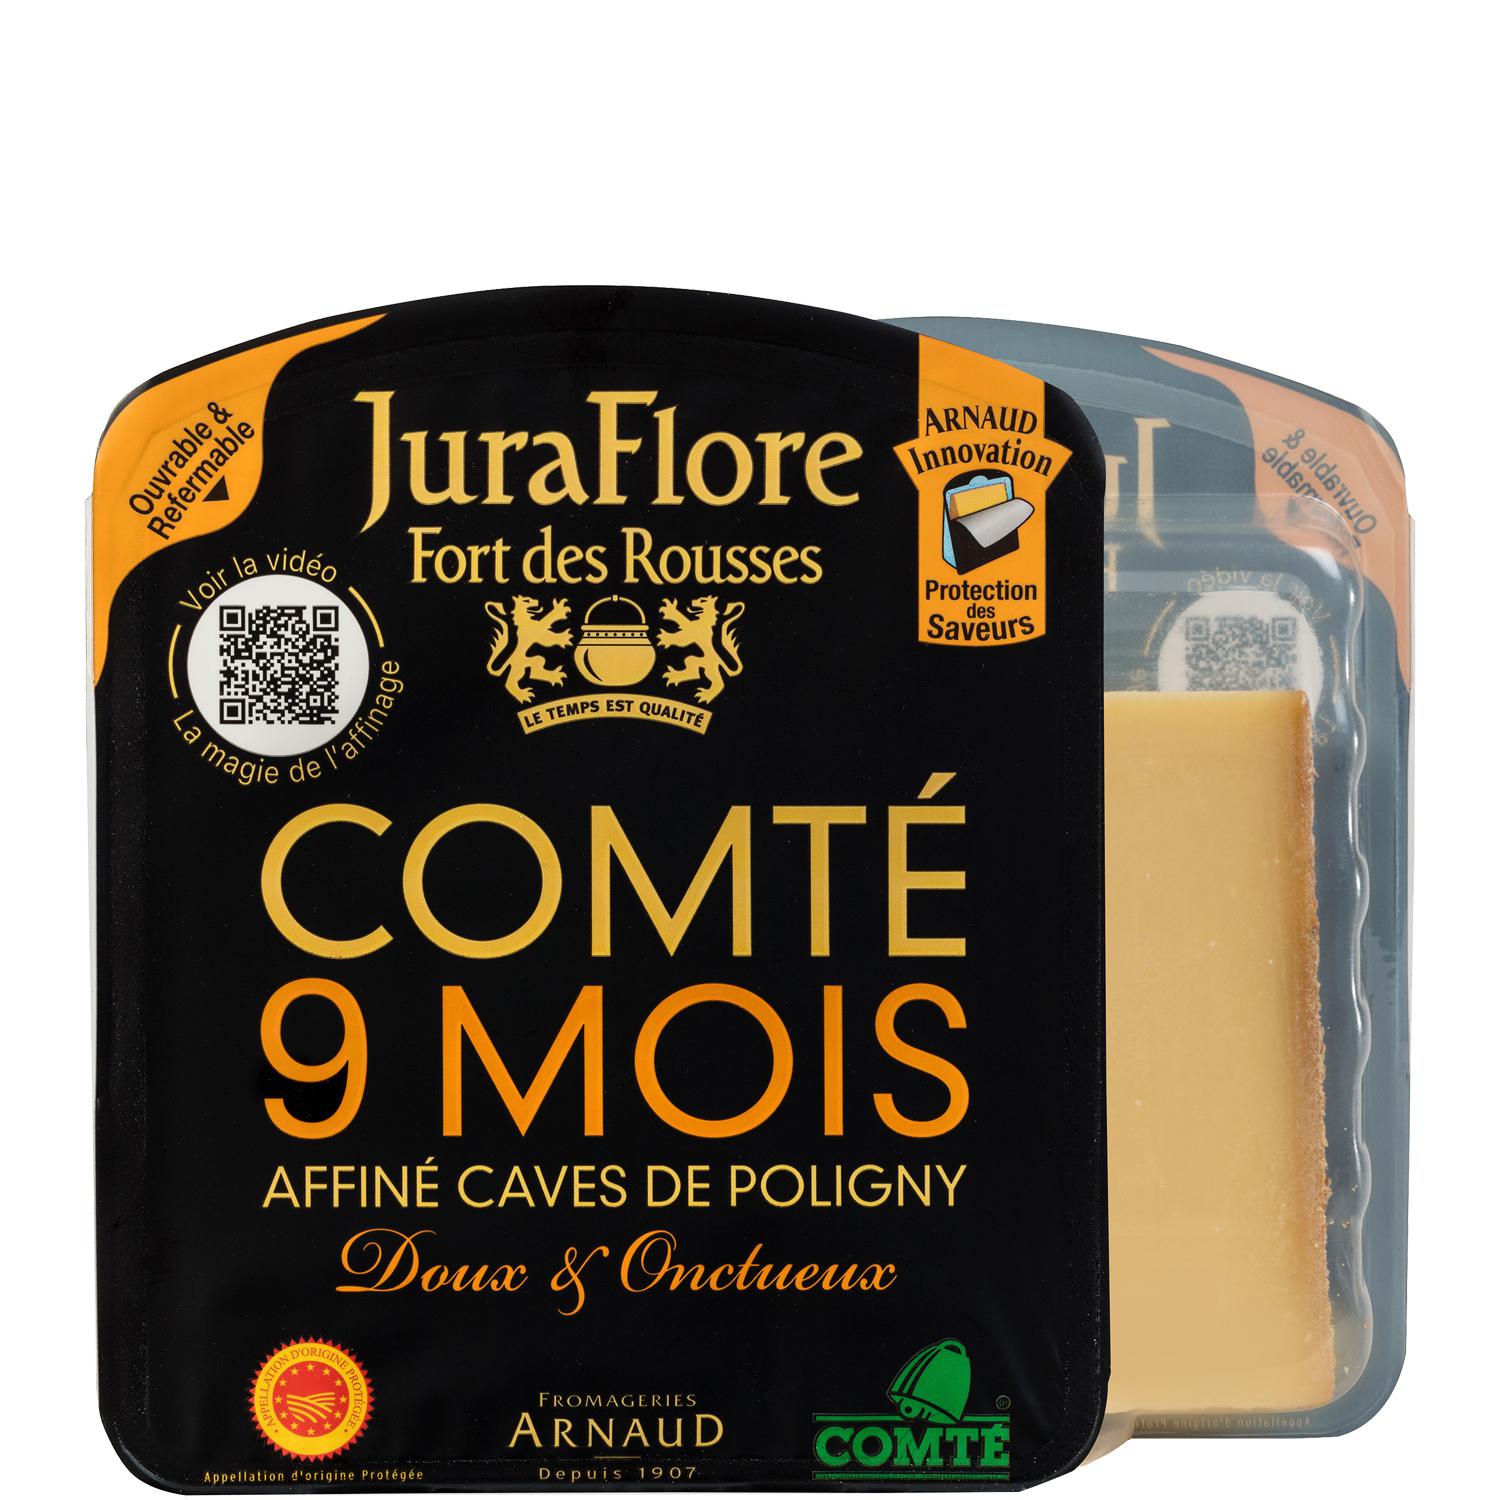 Ouvrable &
Refermable
JuraFlore
Fort des Rousses
ARNAUD
Innovation
Protection
des
Saveurs
Voir la vidéo
La magie de l'affinage
LE TEMPS EST QUALITÉ
COMTÉ
9 MOIS
AFFINÉ CAVES DE POLIGNY
Doux & Onctueux
APPELLATION D'ORIGINE PROTÉGÉE
Appellation d'origine Protégée
FROMAGERIES
ARNAUD
Depuis 1907
COMTÉ
®
Ouvrable &